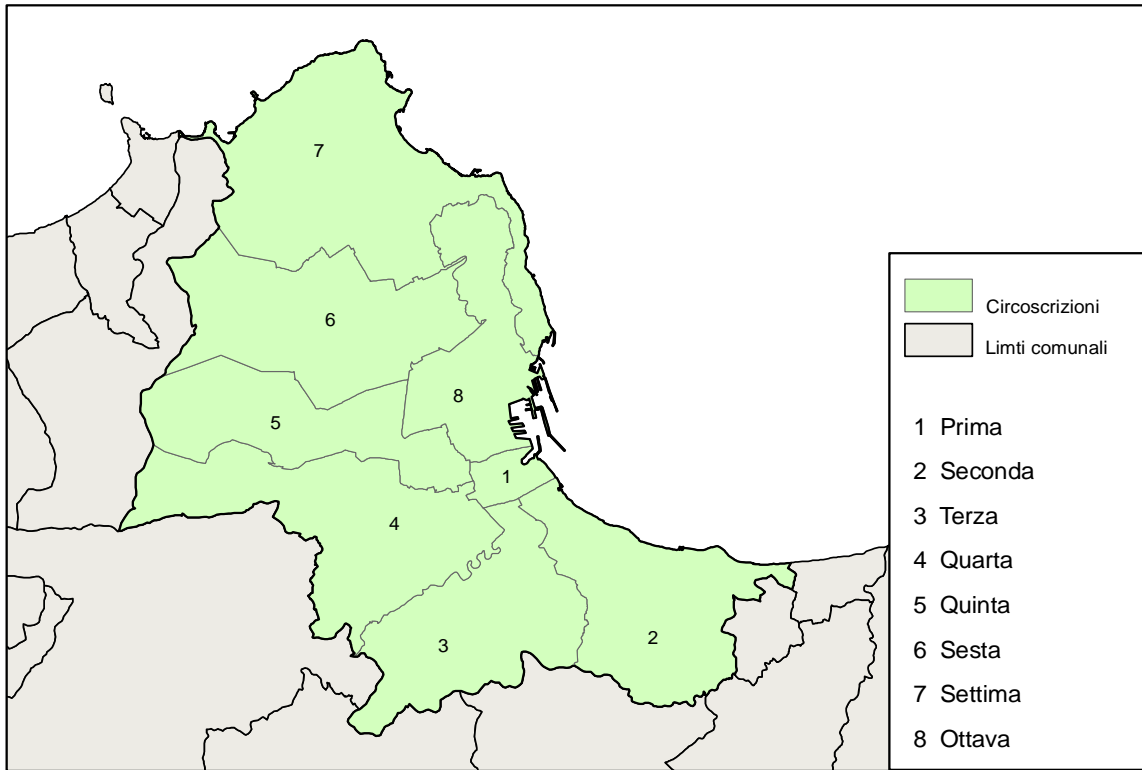 7
6
8
5
1
4
3
2
Circoscrizioni
Limti comunali
1 Prima
2 Seconda
3 Terza
4 Quarta
5 Quinta
6 Sesta
7 Settima
8 Ottava